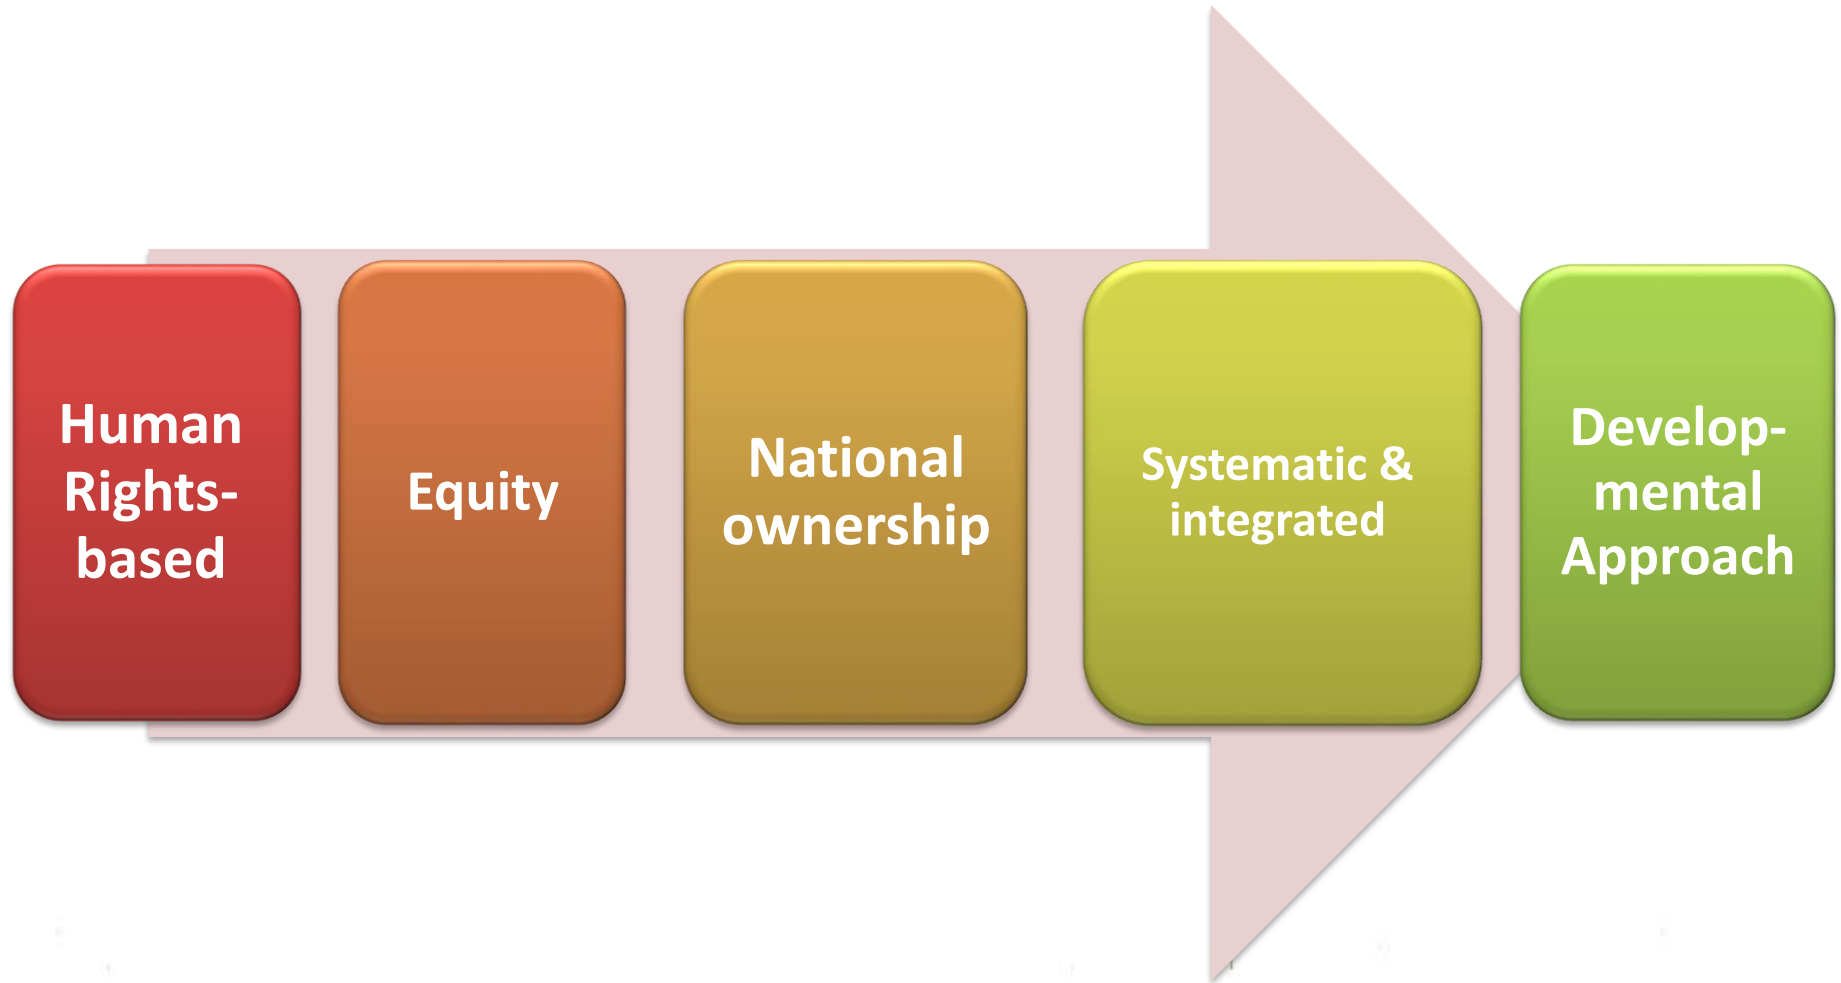 Human
Rights-
based
Equity
National
ownership
Systematic &
integrated
Develop-
mental
Approach